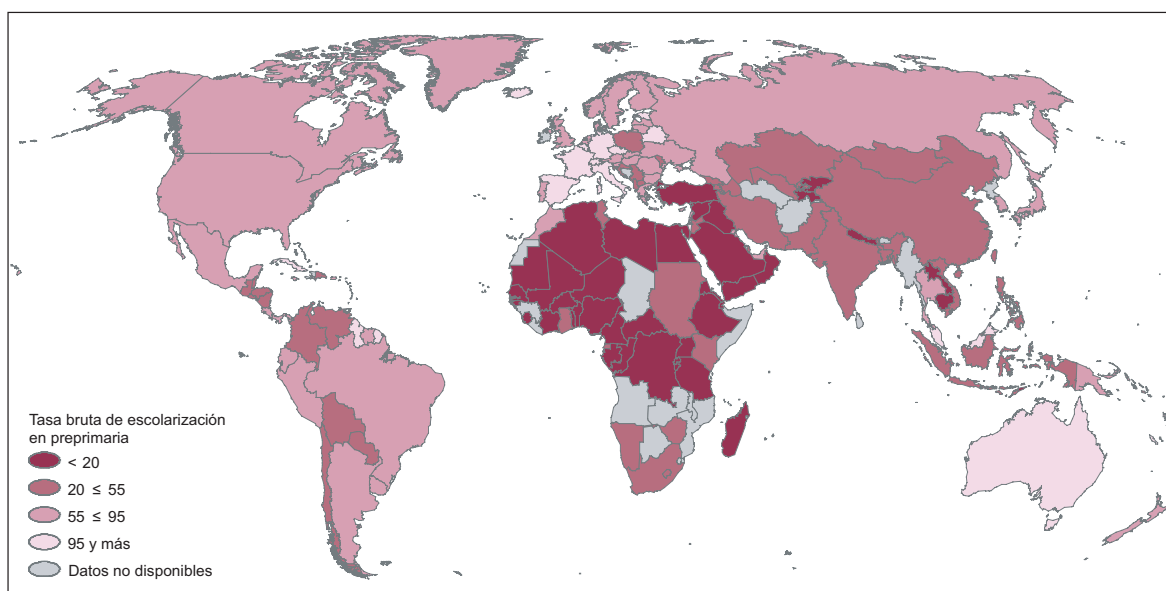 Tasa bruta de escolarización
en preprimaria
< 20
20 ≤ 55
55 ≤ 95
95 y más
Datos no disponibles